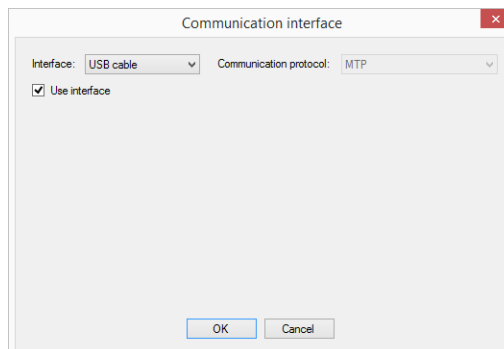 Communication interface
Interface: USB cable Communication protocol: MTP
Use interface
OK Cancel